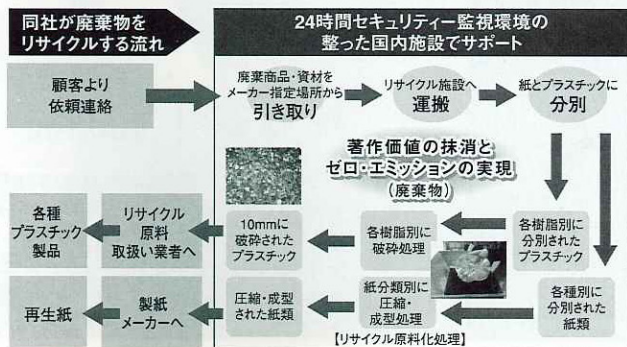 同社が廃棄物を
リサイクルする流れ
24時間セキュリティー監視環境の
整った国内施設でサポート
顧客より
依頼連絡
廃棄商品・資材を
メーカー指定場所から
引き取り
リサイクル施設へ
運搬
紙とプラスチックに
分別
著作価値の抹消と
ゼロ・エミッションの実現
(廃棄物)
各樹脂別に
分別された
プラスチック
各樹脂別に
破砕処理
10mmに
破砕された
プラスチック
リサイクル
原料
取扱い業者へ
各種
プラスチック
製品
各種別に
分別された
紙類
紙分類別に
圧縮・
成型処理
圧縮・成型
された紙類
製紙
メーカーへ
再生紙
【リサイクル原料化処理】